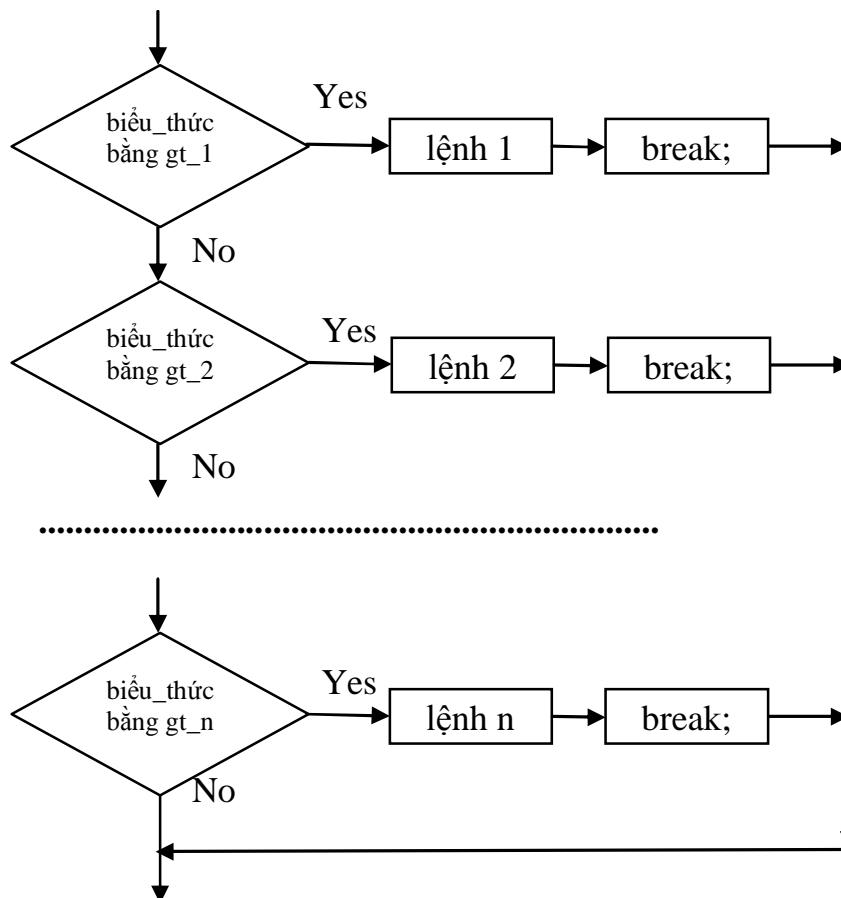 Yes
biểu_thức
bằng gt_1
lệnh 1
break;
No
Yes
biểu_thức
bằng gt_2
lệnh 2
break;
No
Yes
biểu_thức
bằng gt_n
lệnh n
break;
No